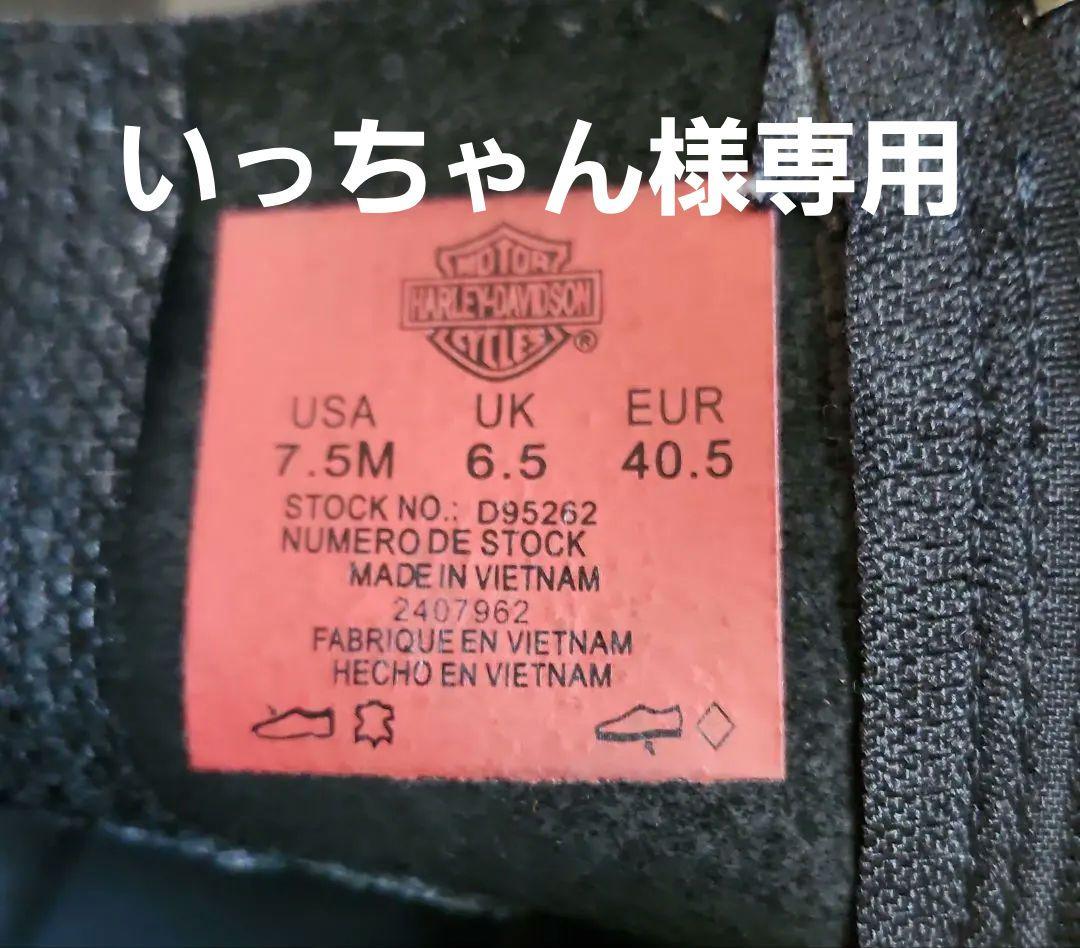 いっちゃん様専用
MOTOR
HARLEY-DAVIDSON
CYCLES®
USA UK EUR
7.5M 6.5 40.5
STOCK NO.: D95262
NUMERO DE STOCK
MADE IN VIETNAM
2407962
FABRIQUE EN VIETNAM
HECHO EN VIETNAM